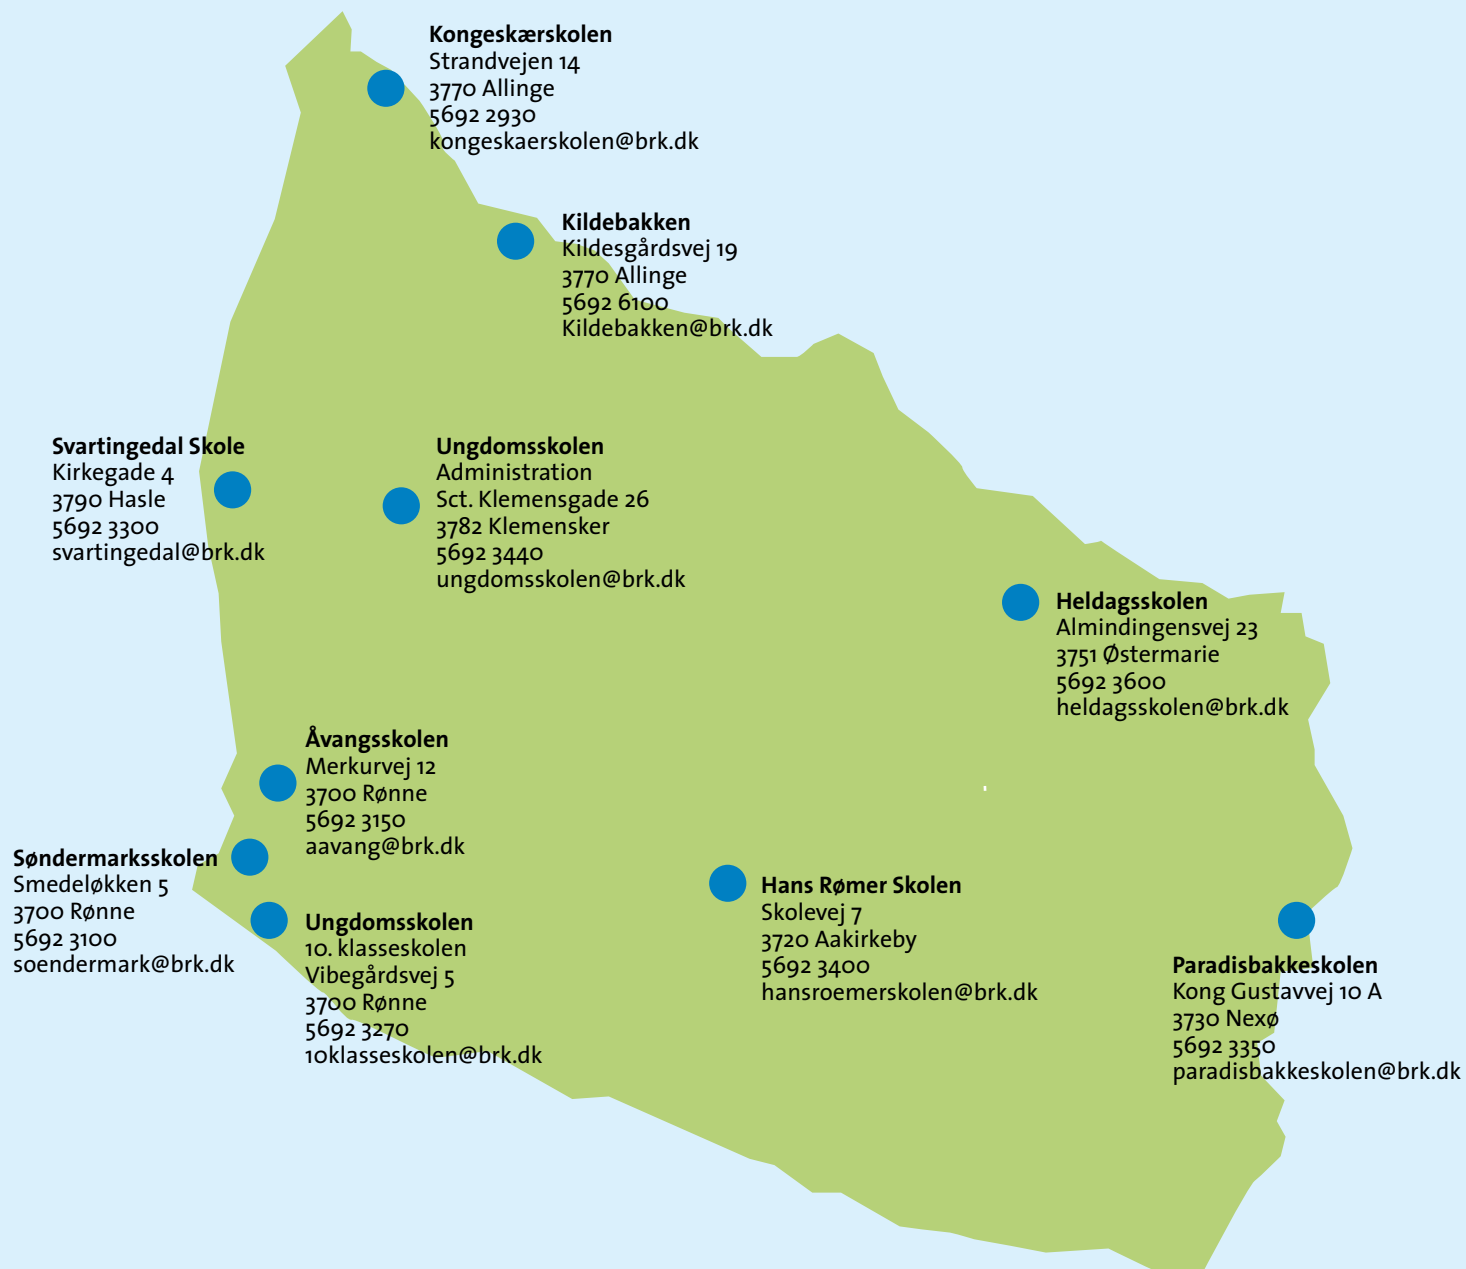 Kongeskærskolen
Strandvejen 14
3770 Allinge
5692 2930
kongeskaerskolen@brk.dk
Kildebakken
Kildesgårdsvej 19
3770 Allinge
5692 6100
Kildebakken@brk.dk
Svartingedal Skole
Kirkegade 4
3790 Hasle
5692 3300
svartingedal@brk.dk
Ungdomsskolen
Administration
Sct. Klemensgade 26
3782 Klemensker
5692 3440
ungdomsskolen@brk.dk
Heldagsskolen
Almindingensvej 23
3751 Østermarie
5692 3600
heldagsskolen@brk.dk
Åvangsskolen
Merkurvej 12
3700 Rønne
5692 3150
aavang@brk.dk
Søndermarksskolen
Smedeløkken 5
3700 Rønne
5692 3100
soendermark@brk.dk
Ungdomsskolen
10. klasseskolen
Vibegårdsvej 5
3700 Rønne
5692 3270
10klasseskolen@brk.dk
Hans Rømer Skolen
Skolevej 7
3720 Aakirkeby
5692 3400
hansroemerskolen@brk.dk
Paradisbakkeskolen
Kong Gustavvej 10 A
3730 Nexø
5692 3350
paradisbakkeskolen@brk.dk